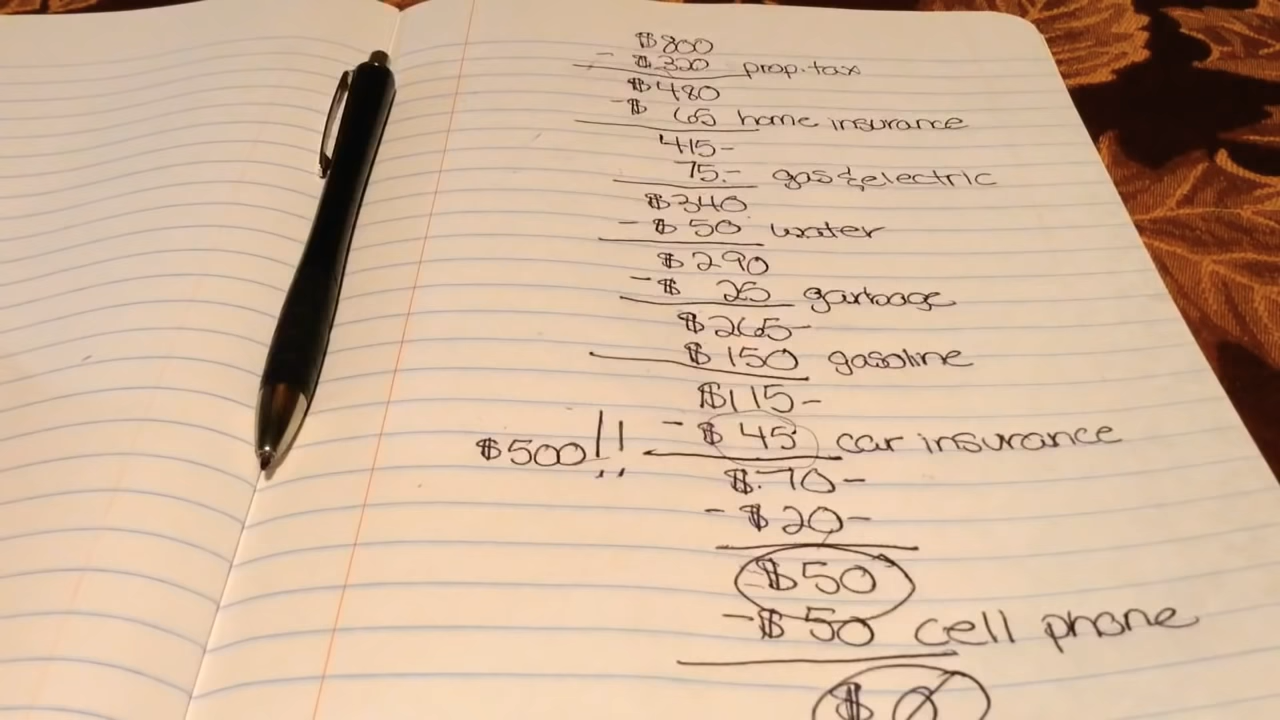 $800
- $320 prop. tax
$480
-$ 65 home insurance
415-
75.- gas & electric
$340
- $50 water
$290
-$ 25 garbage
$265-
$150 gasoline
$115-
$500!! -$ 45 car insurance
$.70-
-$20-
$50
-$50 cell phone
$0